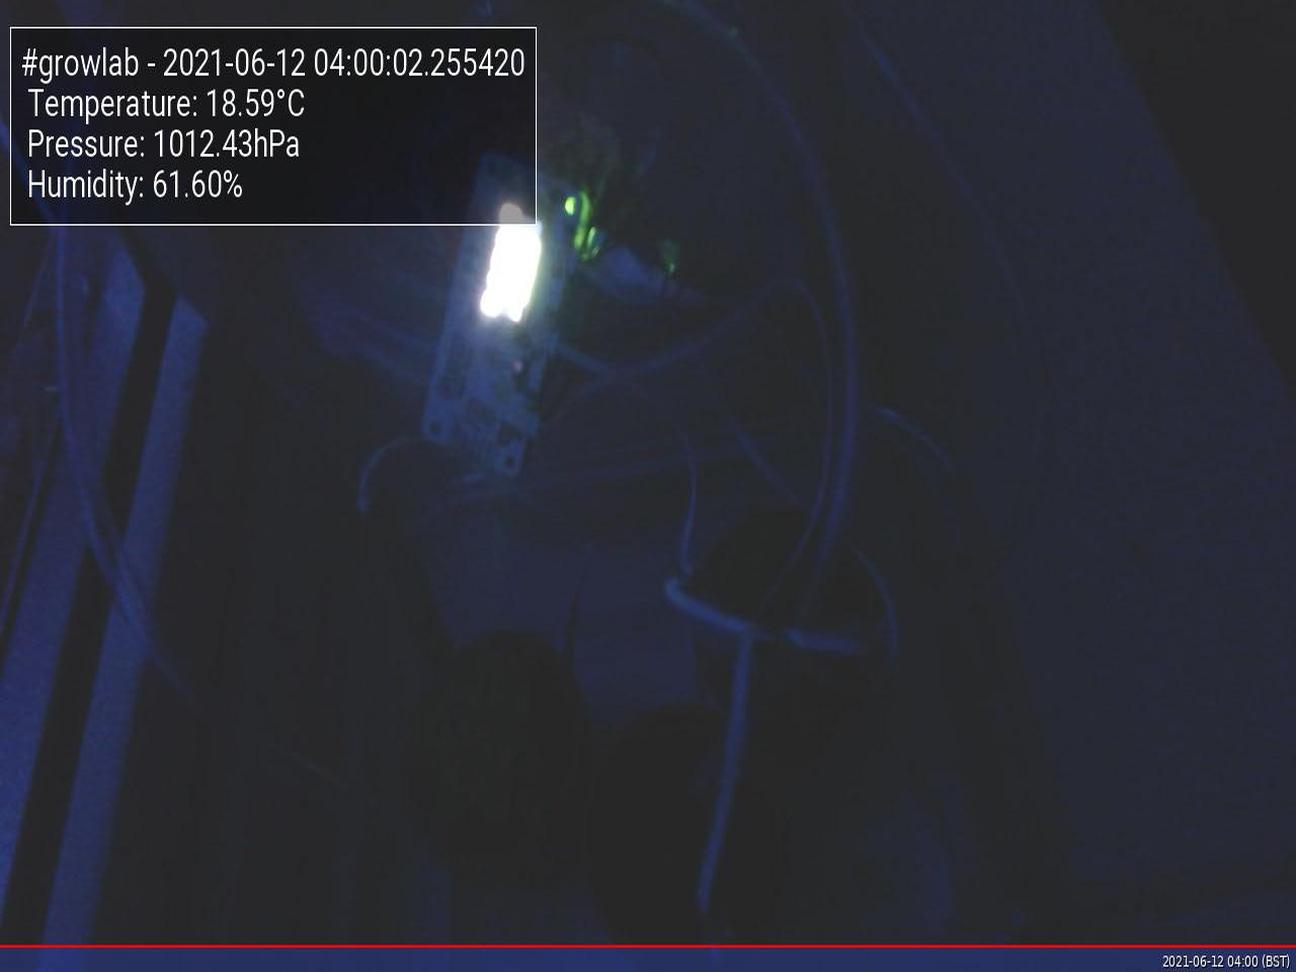 #growlab - 2021-06-12 04:00:02.255420
Temperature: 18.59°C
Pressure: 1012.43hPa
Humidity: 61.60%
2021-06-12 04:00 (BST)